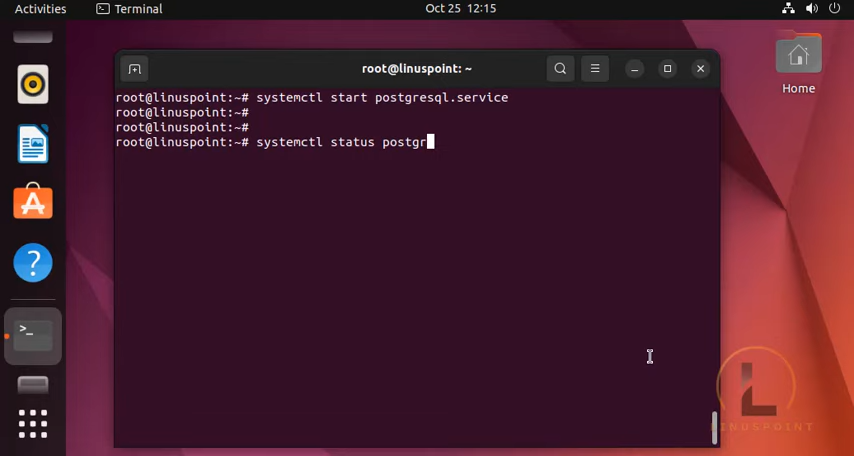 Activities Terminal Oct 25 12:15
root@linuspoint: ~
root@linuspoint:~# systemctl start postgresql.service
root@linuspoint:~#
root@linuspoint:~#
root@linuspoint:~# systemctl status postgr
Home
LINUSPOINT